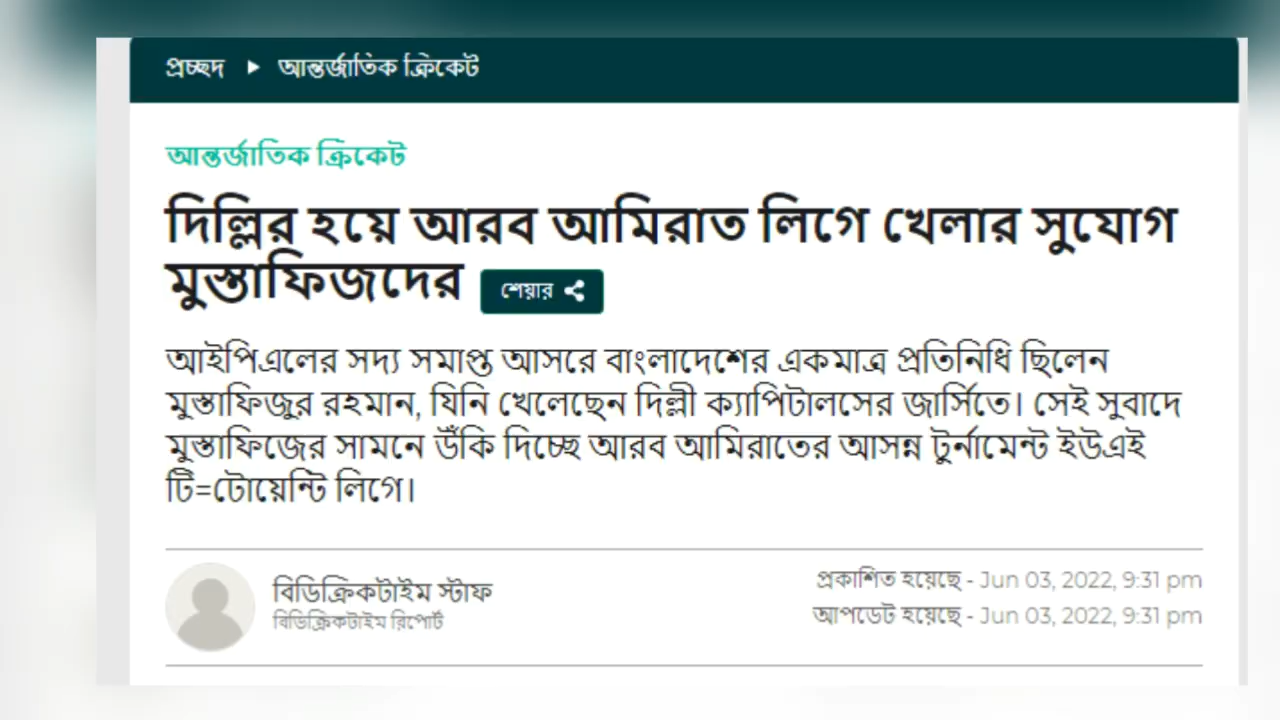 প্রচ্ছদ ▶ আন্তর্জাতিক ক্রিকেট
আন্তর্জাতিক ক্রিকেট
দিল্লির হয়ে আরব আমিরাত লিগে খেলার সুযোগ
মুস্তাফিজদের শেয়ার
আইপিএলের সদ্য সমাপ্ত আসরে বাংলাদেশের একমাত্র প্রতিনিধি ছিলেন
মুস্তাফিজুর রহমান, যিনি খেলেছেন দিল্লী ক্যাপিটালসের জার্সিতে। সেই সুবাদে
মুস্তাফিজের সামনে উঁকি দিচ্ছে আরব আমিরাতের আসন্ন টুর্নামেন্ট ইউএই
টি=টোয়েন্টি লিগে।
বিডিক্রিকটাইম স্টাফ
বিডিক্রিকটাইম রিপোর্ট
প্রকাশিত হয়েছে - Jun 03, 2022, 9:31 pm
আপডেট হয়েছে - Jun 03, 2022, 9:31 pm